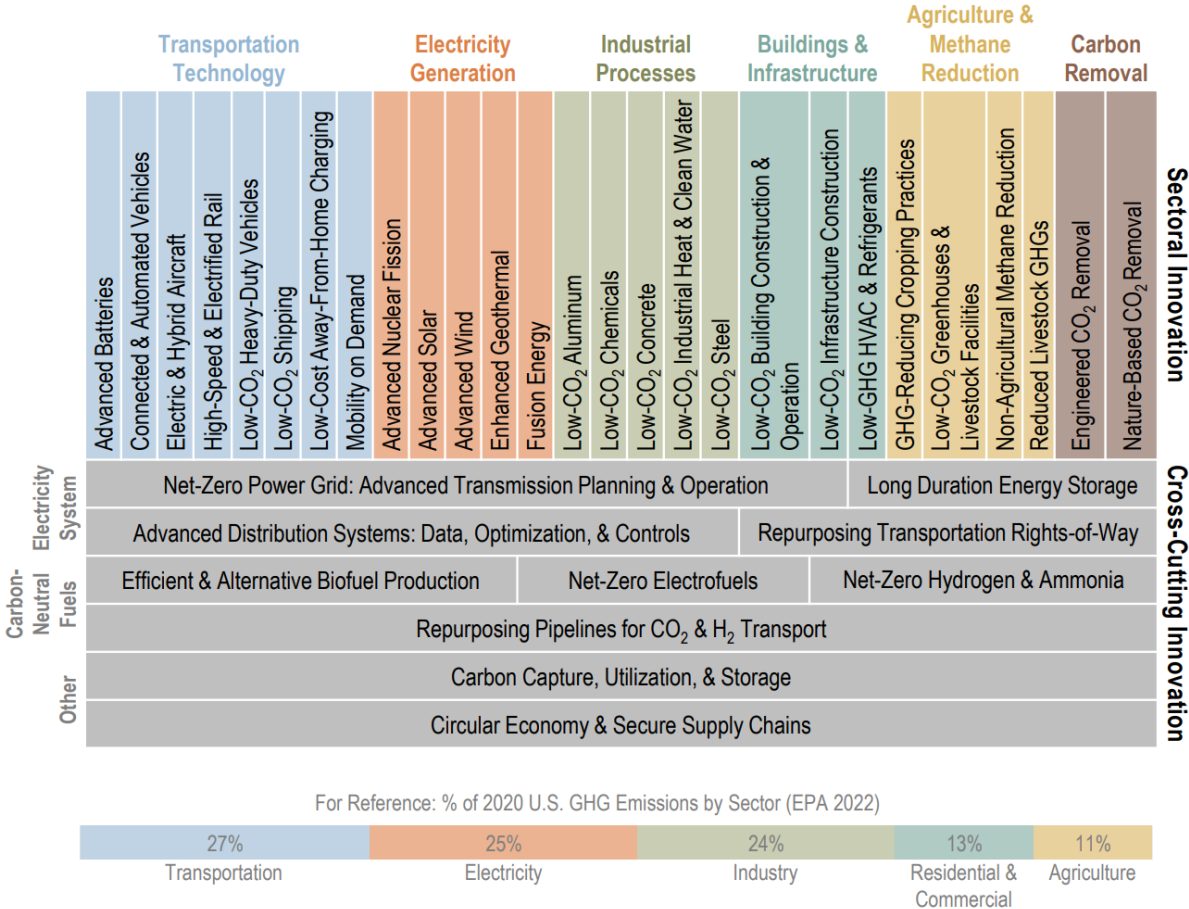 Transportation
Technology
Electricity
Generation
Industrial
Processes
Buildings &
Infrastructure
Agriculture &
Methane
Reduction
Carbon
Removal
Advanced Batteries
Connected & Automated Vehicles
Electric & Hybrid Aircraft
High-Speed & Electrified Rail
Low-CO₂ Heavy-Duty Vehicles
Low-CO₂ Shipping
Low-Cost Away-From-Home Charging
Mobility on Demand
Advanced Nuclear Fission
Advanced Solar
Advanced Wind
Enhanced Geothermal
Fusion Energy
Low-CO₂ Aluminum
Low-CO₂ Chemicals
Low-CO₂ Concrete
Low-CO₂ Industrial Heat & Clean Water
Low-CO₂ Steel
Low-CO₂ Building Construction &
Operation
Low-CO₂ Infrastructure Construction
Low-GHG HVAC & Refrigerants
GHG-Reducing Cropping Practices
Low-CO₂ Greenhouses &
Livestock Facilities
Non-Agricultural Methane Reduction
Reduced Livestock GHGs
Engineered CO₂ Removal
Nature-Based CO₂ Removal
Sectoral Innovation
Electricity
System
Net-Zero Power Grid: Advanced Transmission Planning & Operation
Long Duration Energy Storage
Advanced Distribution Systems: Data, Optimization, & Controls
Repurposing Transportation Rights-of-Way
Carbon-
Neutral
Fuels
Efficient & Alternative Biofuel Production
Net-Zero Electrofuels
Net-Zero Hydrogen & Ammonia
Repurposing Pipelines for CO₂ & H₂ Transport
Other
Carbon Capture, Utilization, & Storage
Circular Economy & Secure Supply Chains
Cross-Cutting Innovation
For Reference: % of 2020 U.S. GHG Emissions by Sector (EPA 2022)
27%
25%
24%
13%
11%
Transportation
Electricity
Industry
Residential &
Commercial
Agriculture